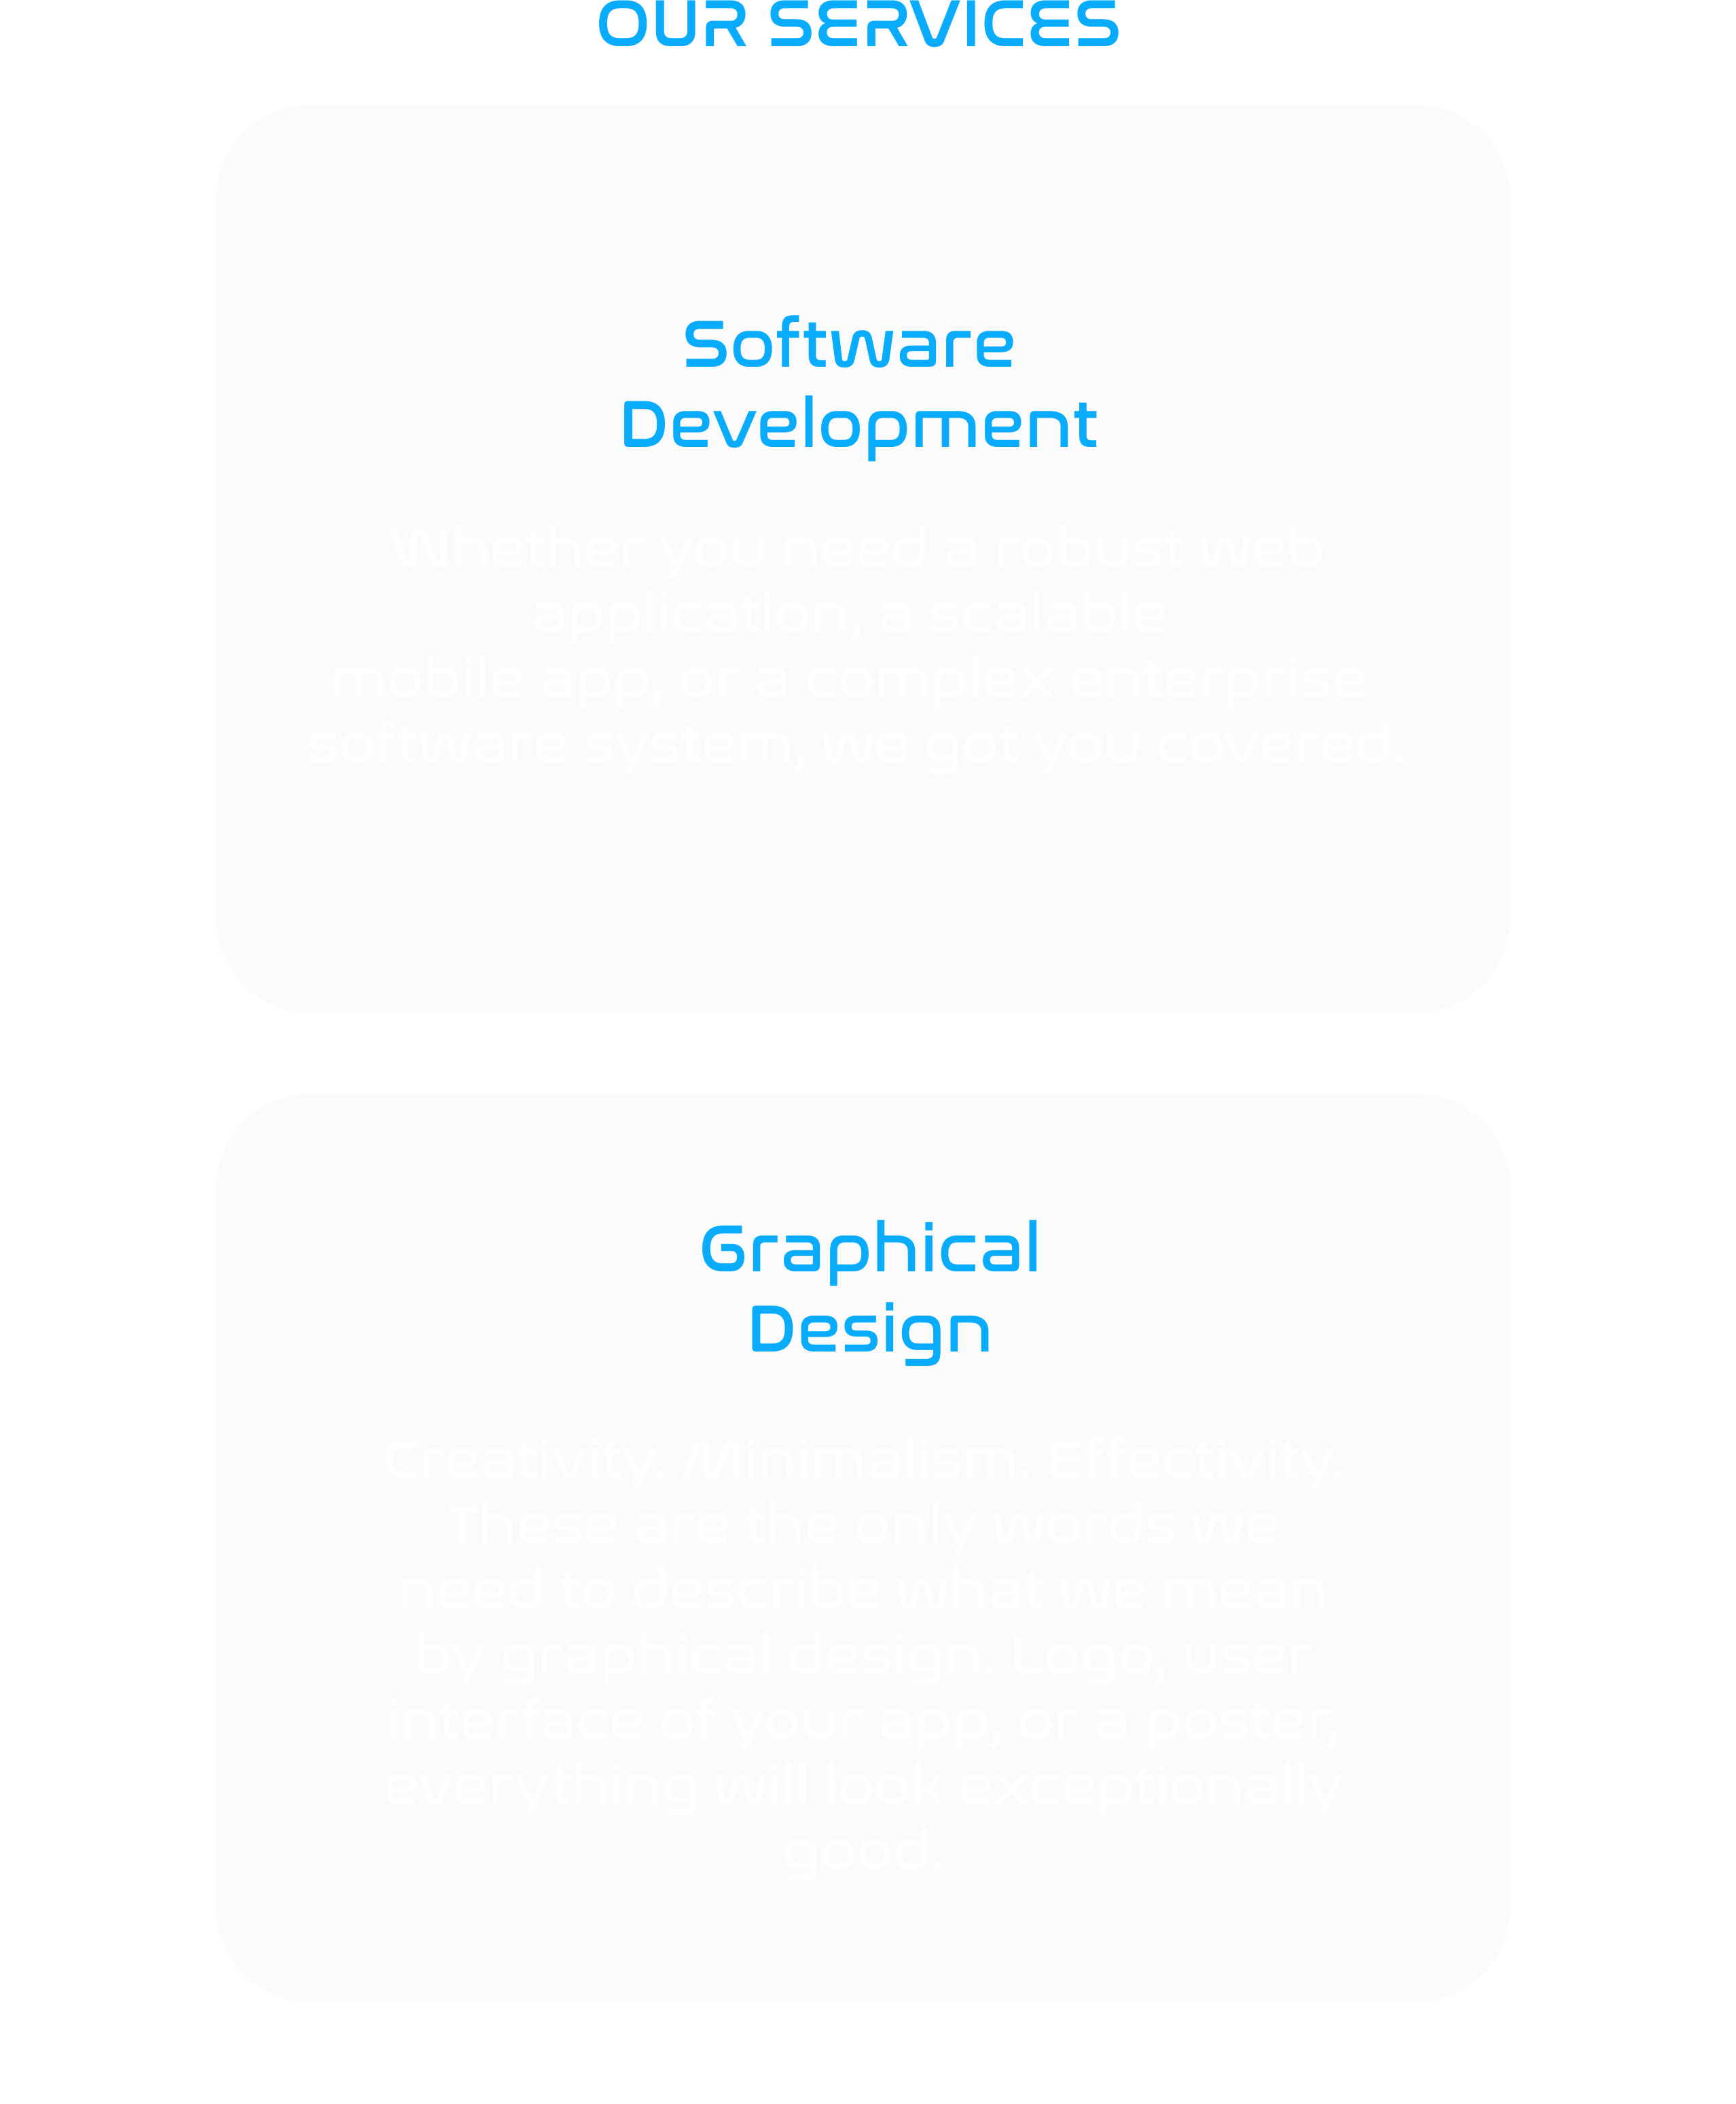 OUR SERVICES
Software
Development
Whether you need a robust web
application, a scalable
mobile app, or a complex enterprise
software system, we got you covered.
Graphical
Design
Creativity. Minimalism. Effectivity.
These are the only words we
need to describe what we mean
by graphical design. Logo, user
interface of your app, or a poster,
everything will look exceptionally
good.